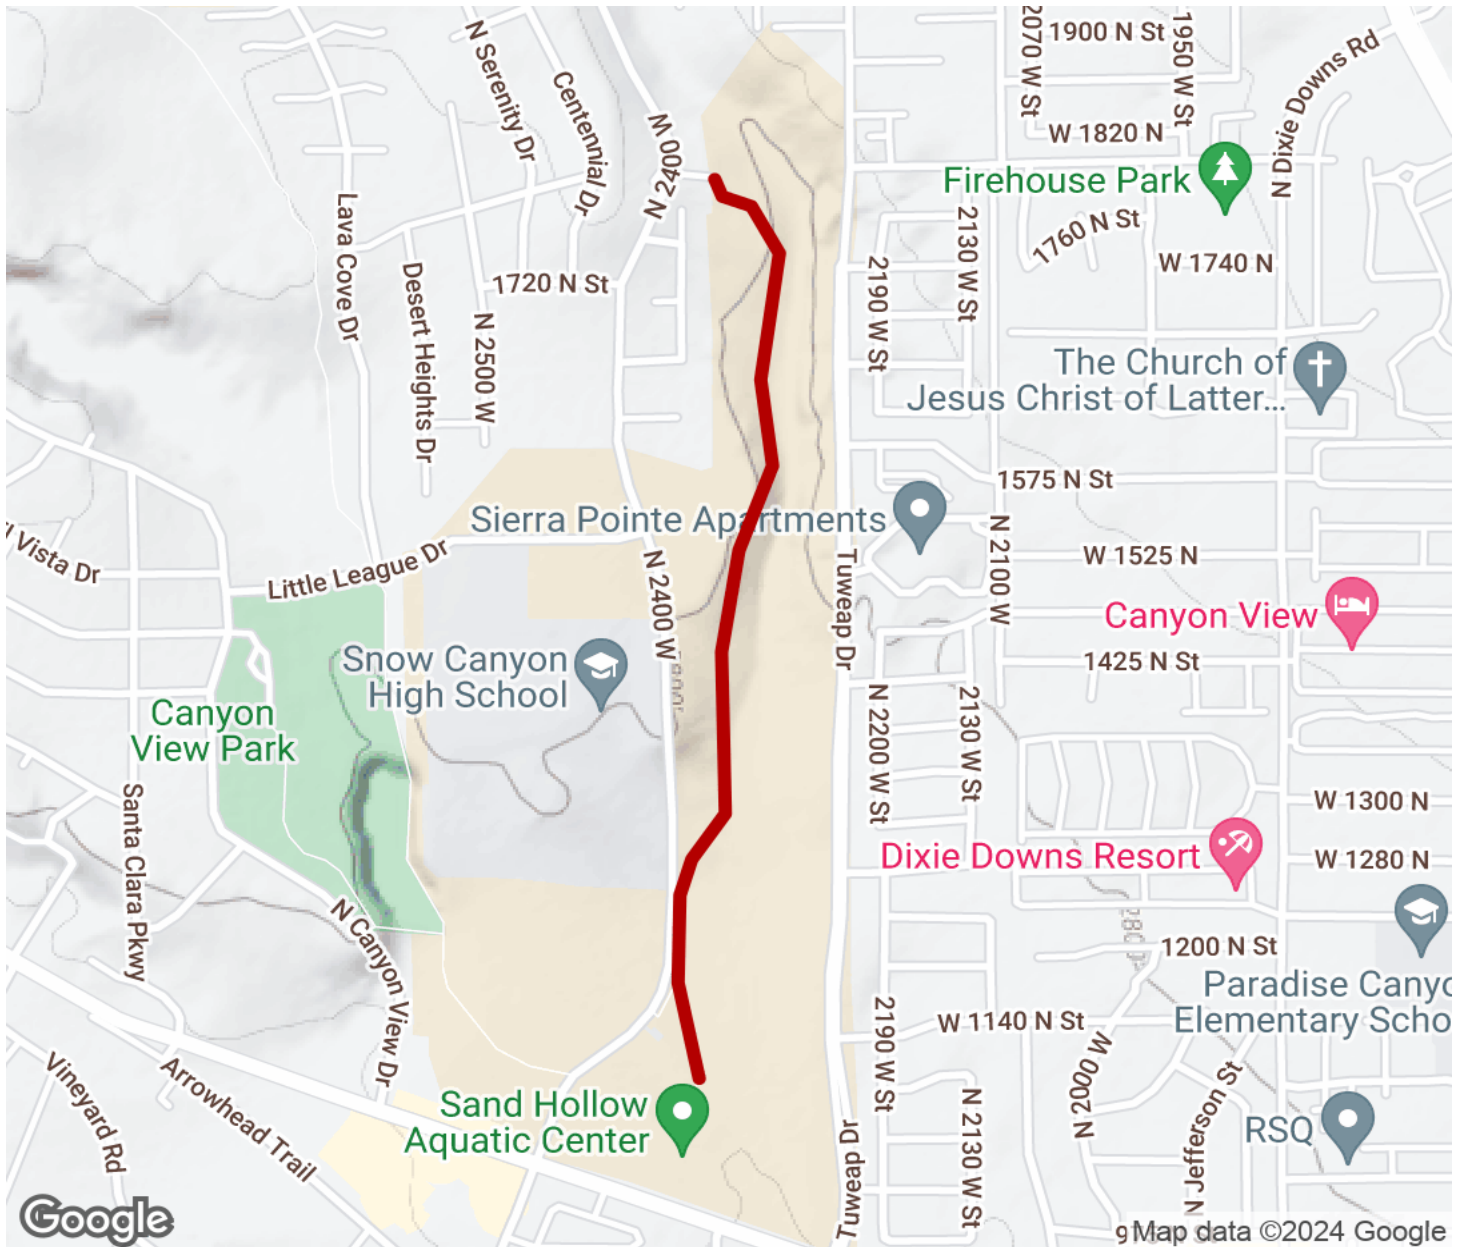 2070 W St
1900 N St
1950 W St
N Dixie Downs Rd
N Serenity Dr
Centennial Dr
N 2400 W
W 1820 N
Firehouse Park
Lava Cove Dr
2130 W St
1760 N St
W 1740 N
Desert Heights Dr
1720 N St
N 2500 W
2190 W St
The Church of
Jesus Christ of Latter...
1575 N St
Sierra Pointe Apartments
Vista Dr
Little League Dr
N 2400 W
Tuweap Dr
N 2100 W
W 1525 N
Canyon View
Snow Canyon
High School
1425 N St
Canyon
View Park
N 2200 W St
2130 W St
Santa Clara Pkwy
W 1300 N
Dixie Downs Resort
W 1280 N
N Canyon View Dr
1200 N St
Paradise Canyo
Elementary Scho
2190 W St
W 1140 N St
N 2000 W
Vineyard Rd
Arrowhead Trail
Sand Hollow
Aquatic Center
Tuweap Dr
N 2130 W St
N Jefferson St
RSQ
Google
Map data ©2024 Google